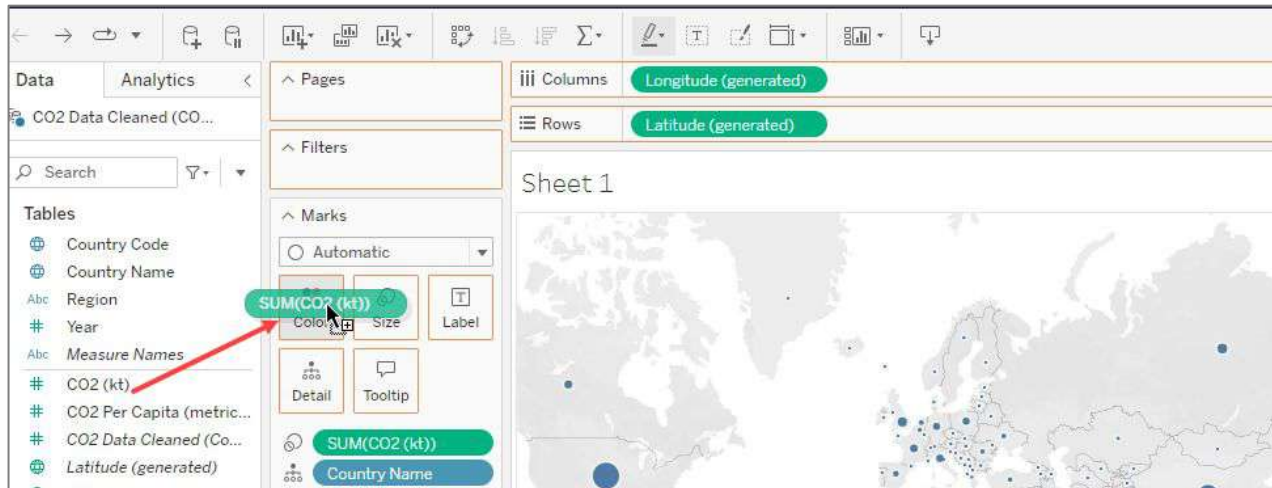 Data Analytics
CO2 Data Cleaned (CO...
Search
Tables
Country Code
Country Name
Abc Region
# Year
Abc Measure Names
# CO2 (kt)
# CO2 Per Capita (metric...
# CO2 Data Cleaned (Co...
Latitude (generated)
Pages
Filters
Marks
Automatic
SUM(CO2 (kt))
Color Size Label
Detail Tooltip
SUM(CO2 (kt))
Country Name
Columns Longitude (generated)
Rows Latitude (generated)
Sheet 1